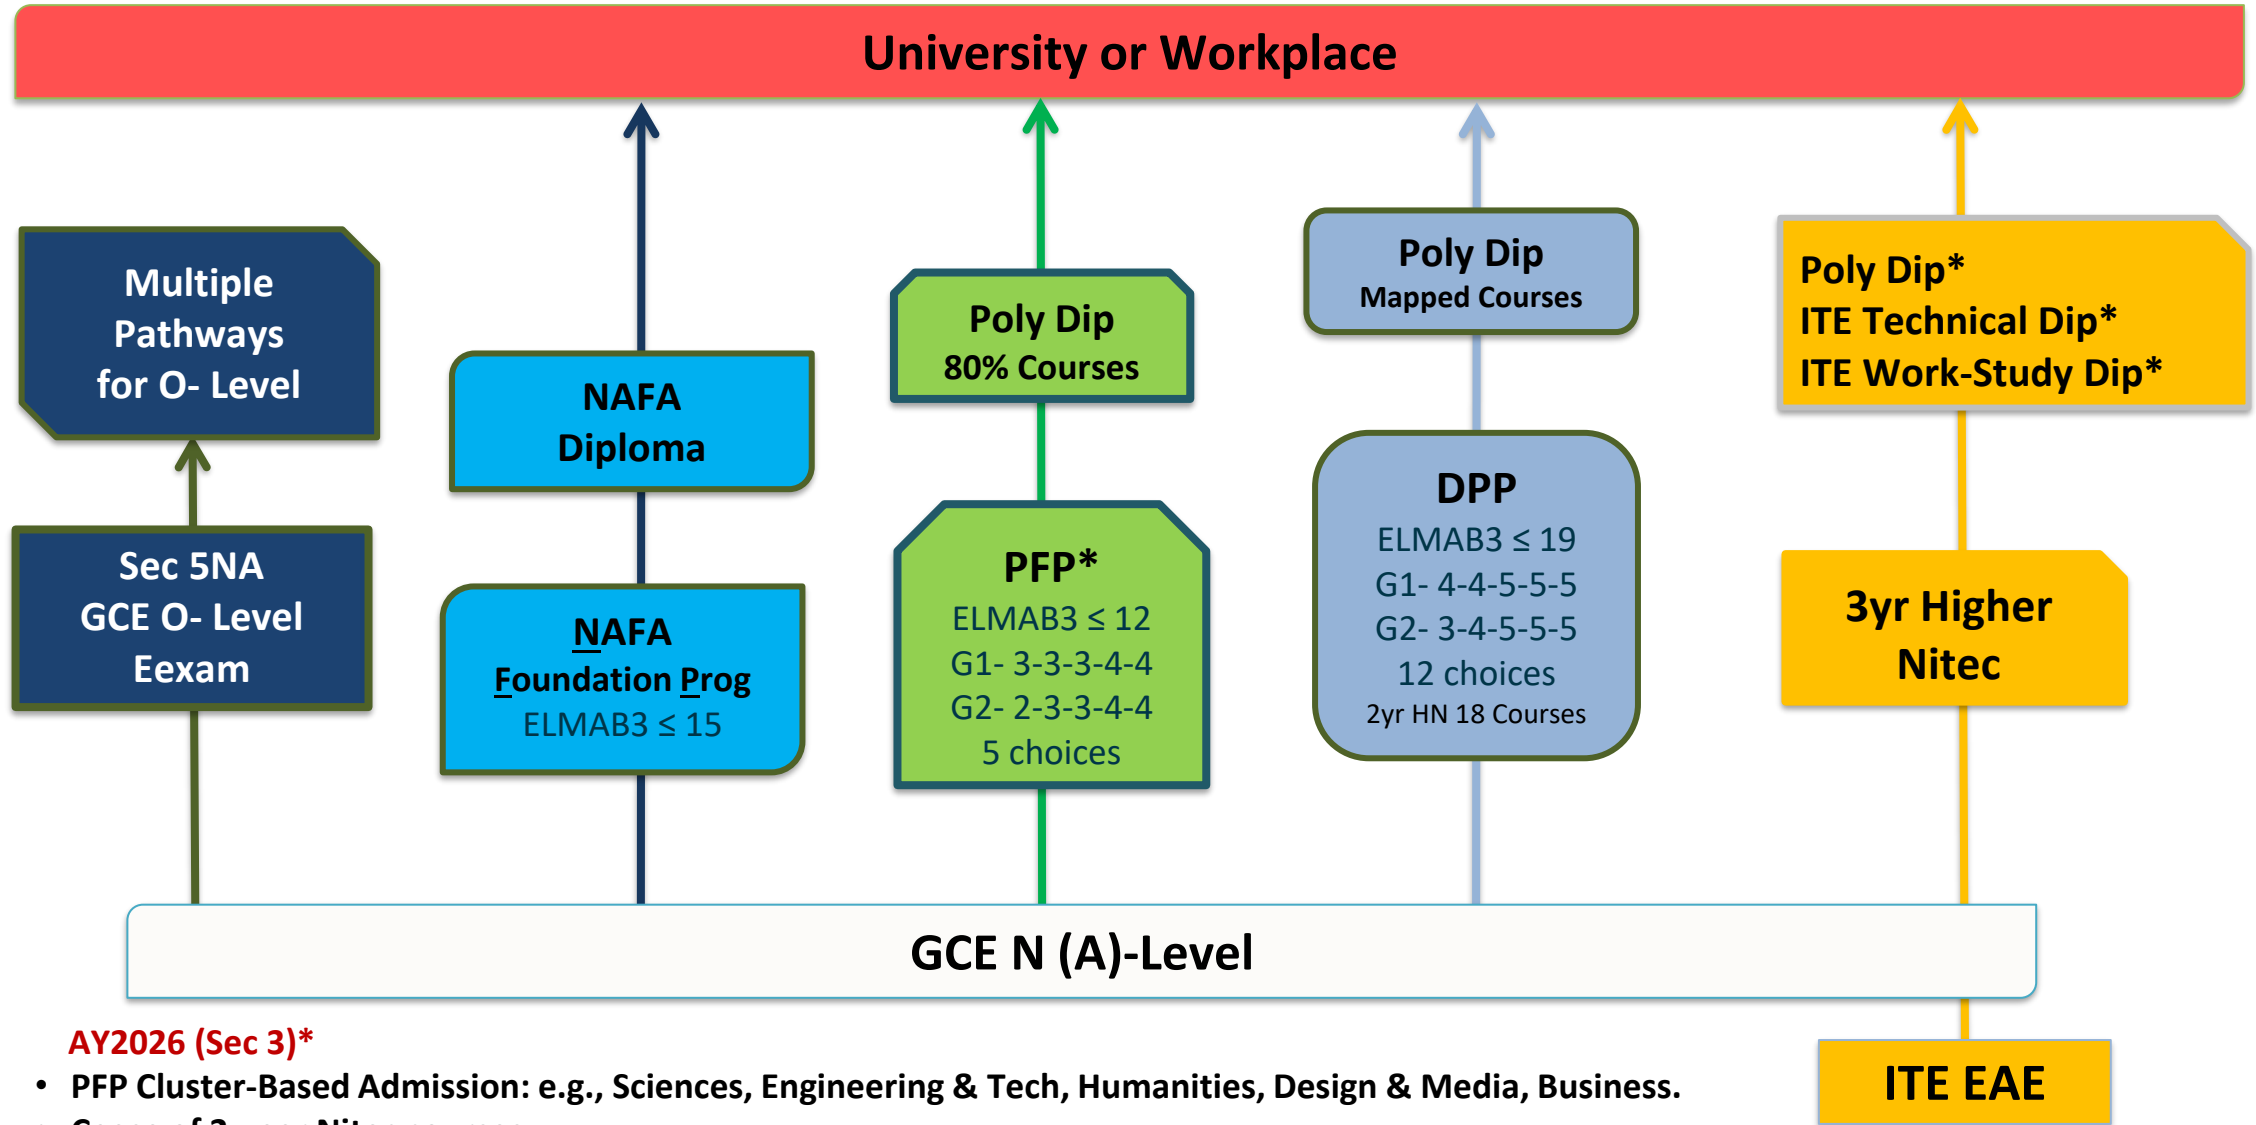 University or Workplace
Multiple
Pathways
for O- Level
Sec 5NA
GCE O- Level
Eexam
NAFA
Diploma
NAFA
Foundation Prog
ELMAB3 ≤ 15
Poly Dip
80% Courses
PFP*
ELMAB3 ≤ 12
G1- 3-3-3-4-4
G2- 2-3-3-4-4
5 choices
Poly Dip
Mapped Courses
DPP
ELMAB3 ≤ 19
G1- 4-4-5-5-5
G2- 3-4-5-5-5
12 choices
2yr HN 18 Courses
Poly Dip*
ITE Technical Dip*
ITE Work-Study Dip*
3yr Higher
Nitec
GCE N (A)-Level
ITE EAE
AY2026 (Sec 3)*
• PFP Cluster-Based Admission: e.g., Sciences, Engineering & Tech, Humanities, Design & Media, Business.